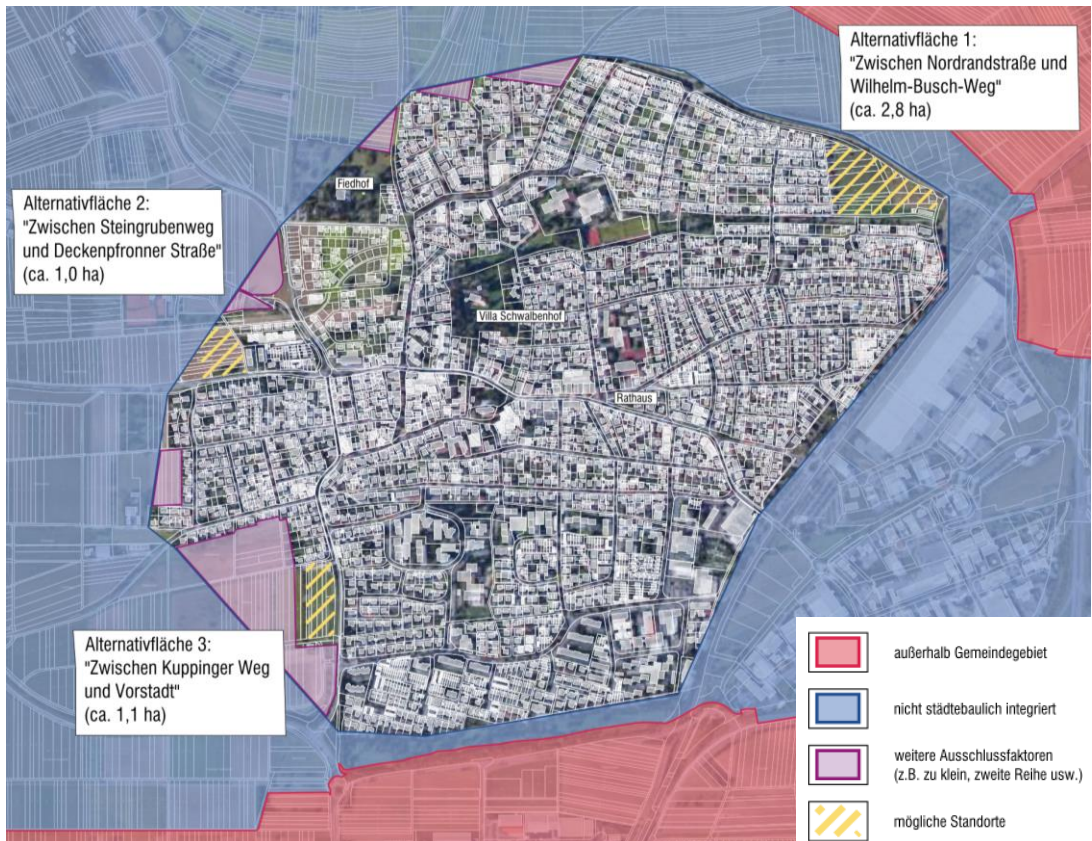 Alternativfläche 1:
"Zwischen Nordrandstraße und
Wilhelm-Busch-Weg"
(ca. 2,8 ha)
Fiedhof
Alternativfläche 2:
"Zwischen Steingrubenweg
und Deckenpfronner Straße"
(ca. 1,0 ha)
Villa Schwalbenhof
Rathaus
Alternativfläche 3:
"Zwischen Kuppinger Weg
und Vorstadt"
(ca. 1,1 ha)
außerhalb Gemeindegebiet
nicht städtebaulich integriert
weitere Ausschlussfaktoren
(z.B. zu klein, zweite Reihe usw.)
mögliche Standorte